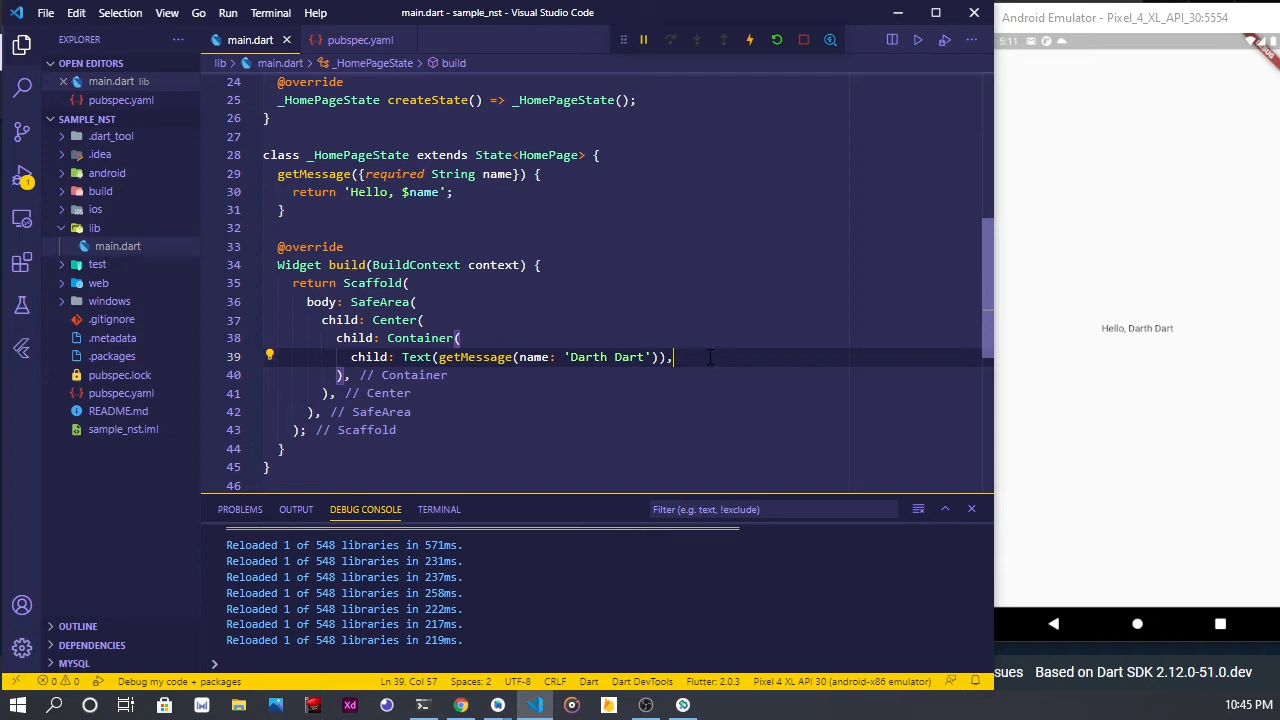 File Edit Selection View Go Run Terminal Help
main.dart - sample_nst - Visual Studio Code
Android Emulator - Pixel_4_XL_API_30:5554
EXPLORER
OPEN EDITORS
main.dart lib
pubspec.yaml
SAMPLE_NST
.dart_tool
.idea
android
build
ios
lib
main.dart
test
web
windows
.gitignore
.metadata
.packages
pubspec.lock
pubspec.yaml
README.md
sample_nst.iml
OUTLINE
DEPENDENCIES
MYSQL
1
main.dart
pubspec.yaml
lib > main.dart > _HomePageState > build
24 @override
25 _HomePageState createState() => _HomePageState();
26 }
27
28 class _HomePageState extends State<HomePage> {
29 getMessage({required String name}) {
30 return 'Hello, $name';
31 }
32
33 @override
34 Widget build(BuildContext context) {
35 return Scaffold(
36 body: SafeArea(
37 child: Center(
38 child: Container(
39 child: Text(getMessage(name: 'Darth Dart')),
40 ), // Container
41 ), // Center
42 ), // SafeArea
43 ); // Scaffold
44 }
45 }
46
PROBLEMS OUTPUT DEBUG CONSOLE TERMINAL
Filter (e.g. text, !exclude)
Reloaded 1 of 548 libraries in 571ms.
Reloaded 1 of 548 libraries in 231ms.
Reloaded 1 of 548 libraries in 237ms.
Reloaded 1 of 548 libraries in 258ms.
Reloaded 1 of 548 libraries in 222ms.
Reloaded 1 of 548 libraries in 217ms.
Reloaded 1 of 548 libraries in 219ms.
>
5:11
DEBUG
Hello, Darth Dart
sues Based on Dart SDK 2.12.0-51.0.dev
0 0 Debug my code + packages
Ln 39, Col 57 Spaces: 2 UTF-8 CRLF Dart Dart DevTools Flutter: 2.0.3 Pixel 4 XL API 30 (android-x86 emulator)
Xd
10:45 PM